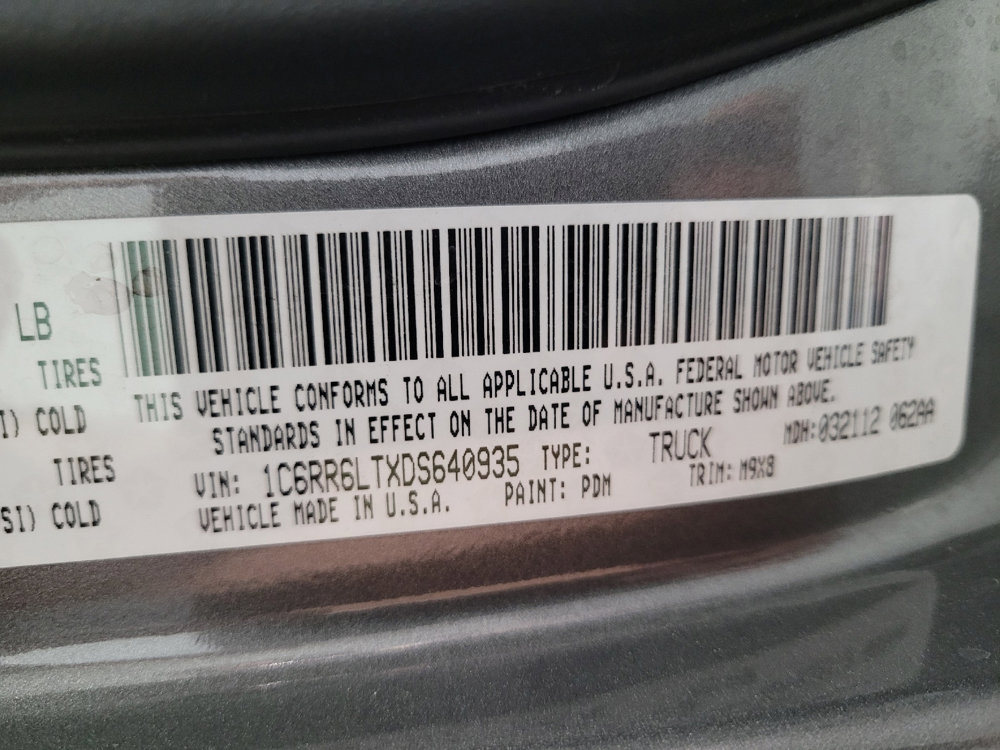 LB
TIRES
I) COLD
TIRES
SI) COLD
THIS VEHICLE CONFORMS TO ALL APPLICABLE U.S.A. FEDERAL MOTOR VEHICLE SAFETY
STANDARDS IN EFFECT ON THE DATE OF MANUFACTURE SHOWN ABOVE.
MDH:032112 062AA
VIN: 1C6RR6LTXDS640935 TYPE: TRUCK
VEHICLE MADE IN U.S.A. PAINT: PDM TRIM: M9X8